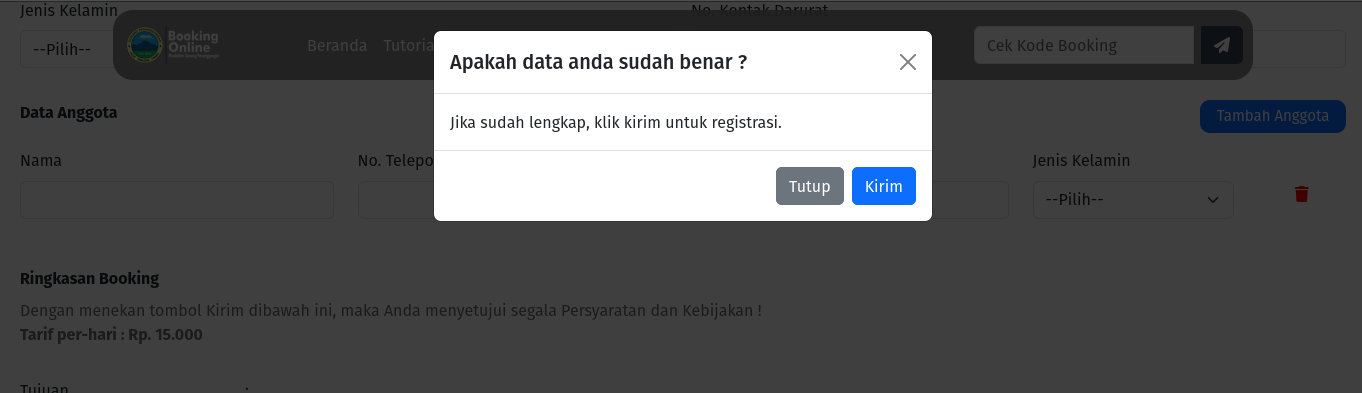 Jenis Kelamin
No. Kontak Darurat
--Pilih--
Booking
Online
Beranda
Tutoria
Cek Kode Booking
Apakah data anda sudah benar ?
Jika sudah lengkap, klik kirim untuk registrasi.
Tutup
Kirim
Data Anggota
Tambah Anggota
Nama
No. Telepo
Jenis Kelamin
--Pilih--
Ringkasan Booking
Dengan menekan tombol Kirim dibawah ini, maka Anda menyetujui segala Persyaratan dan Kebijakan !
Tarif per-hari : Rp. 15.000
Tujuan :